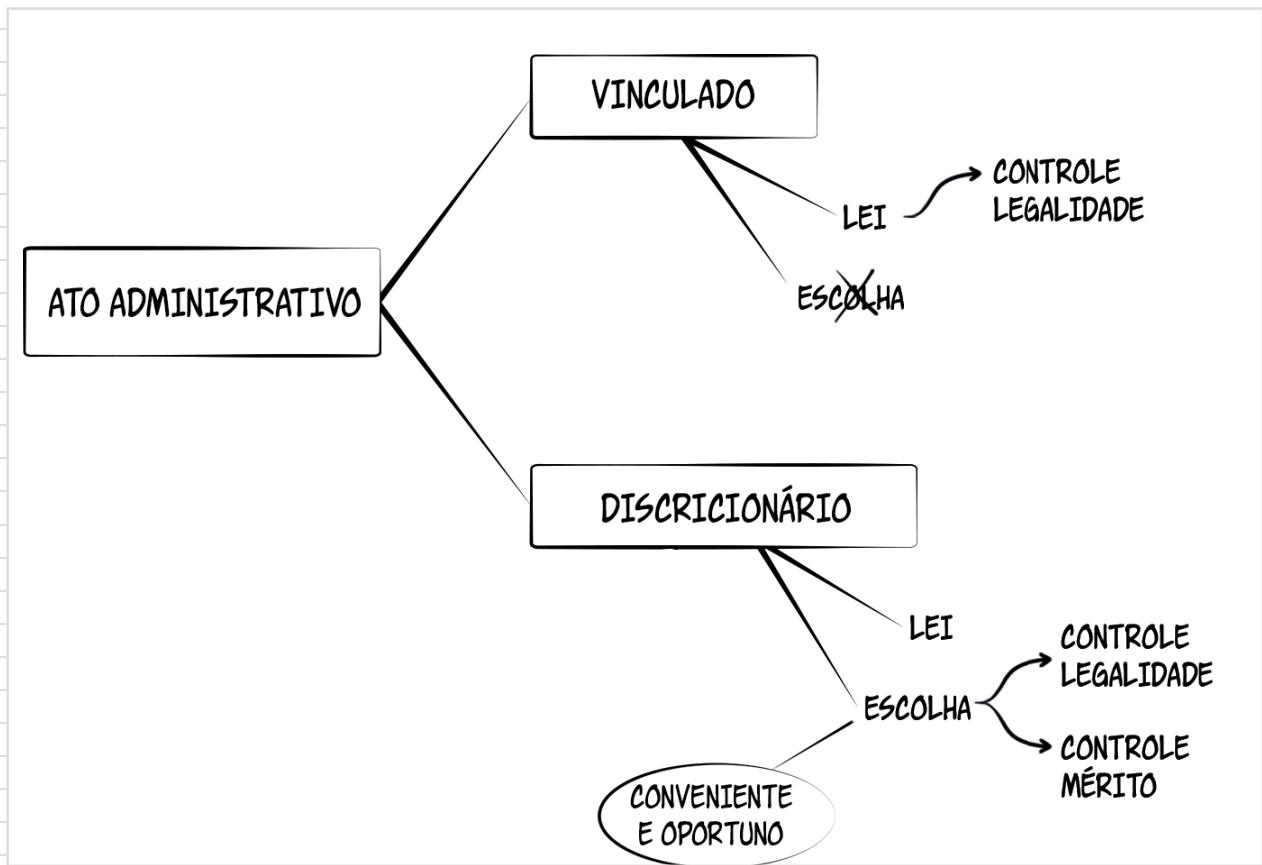 VINCULADO
LEI
CONTROLE
LEGALIDADE
ESCOLHA
ATO ADMINISTRATIVO
DISCRICIONÁRIO
LEI
ESCOLHA
CONTROLE
LEGALIDADE
CONTROLE
MÉRITO
CONVENIENTE
E OPORTUNO